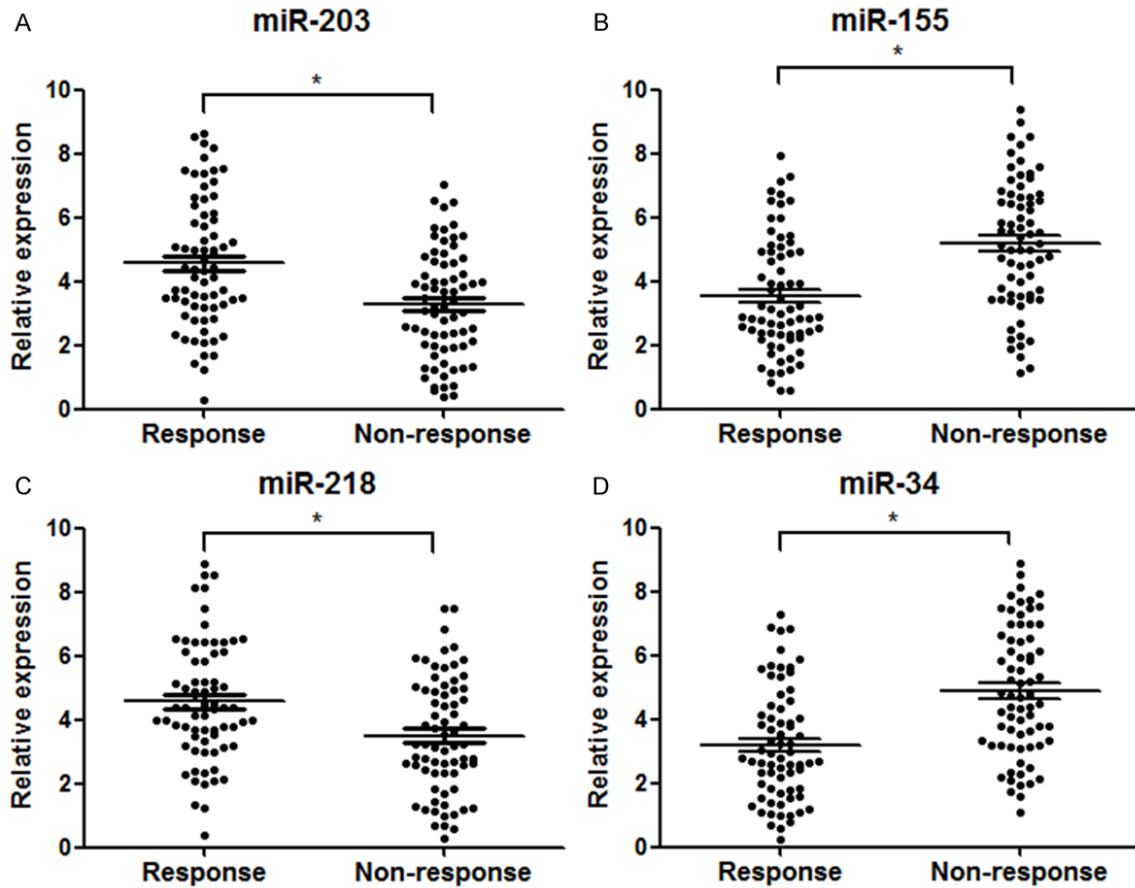 A
miR-203
*
Relative expression
10
8
6
4
2
0
Response
Non-response
B
miR-155
*
Relative expression
10
8
6
4
2
0
Response
Non-response
C
miR-218
*
Relative expression
10
8
6
4
2
0
Response
Non-response
D
miR-34
*
Relative expression
10
8
6
4
2
0
Response
Non-response